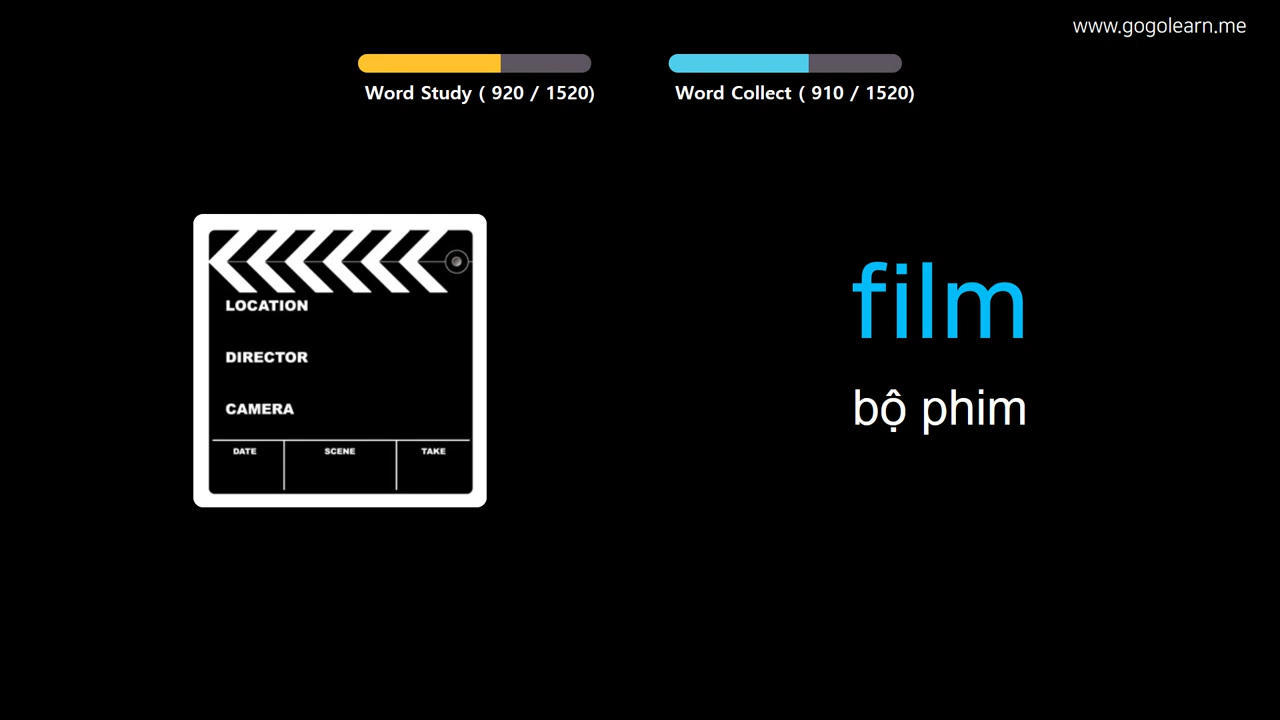 www.gogolearn.me
Word Study ( 920 / 1520)
Word Collect ( 910 / 1520)
LOCATION
DIRECTOR
CAMERA
DATE
SCENE
TAKE
film
bộ phim